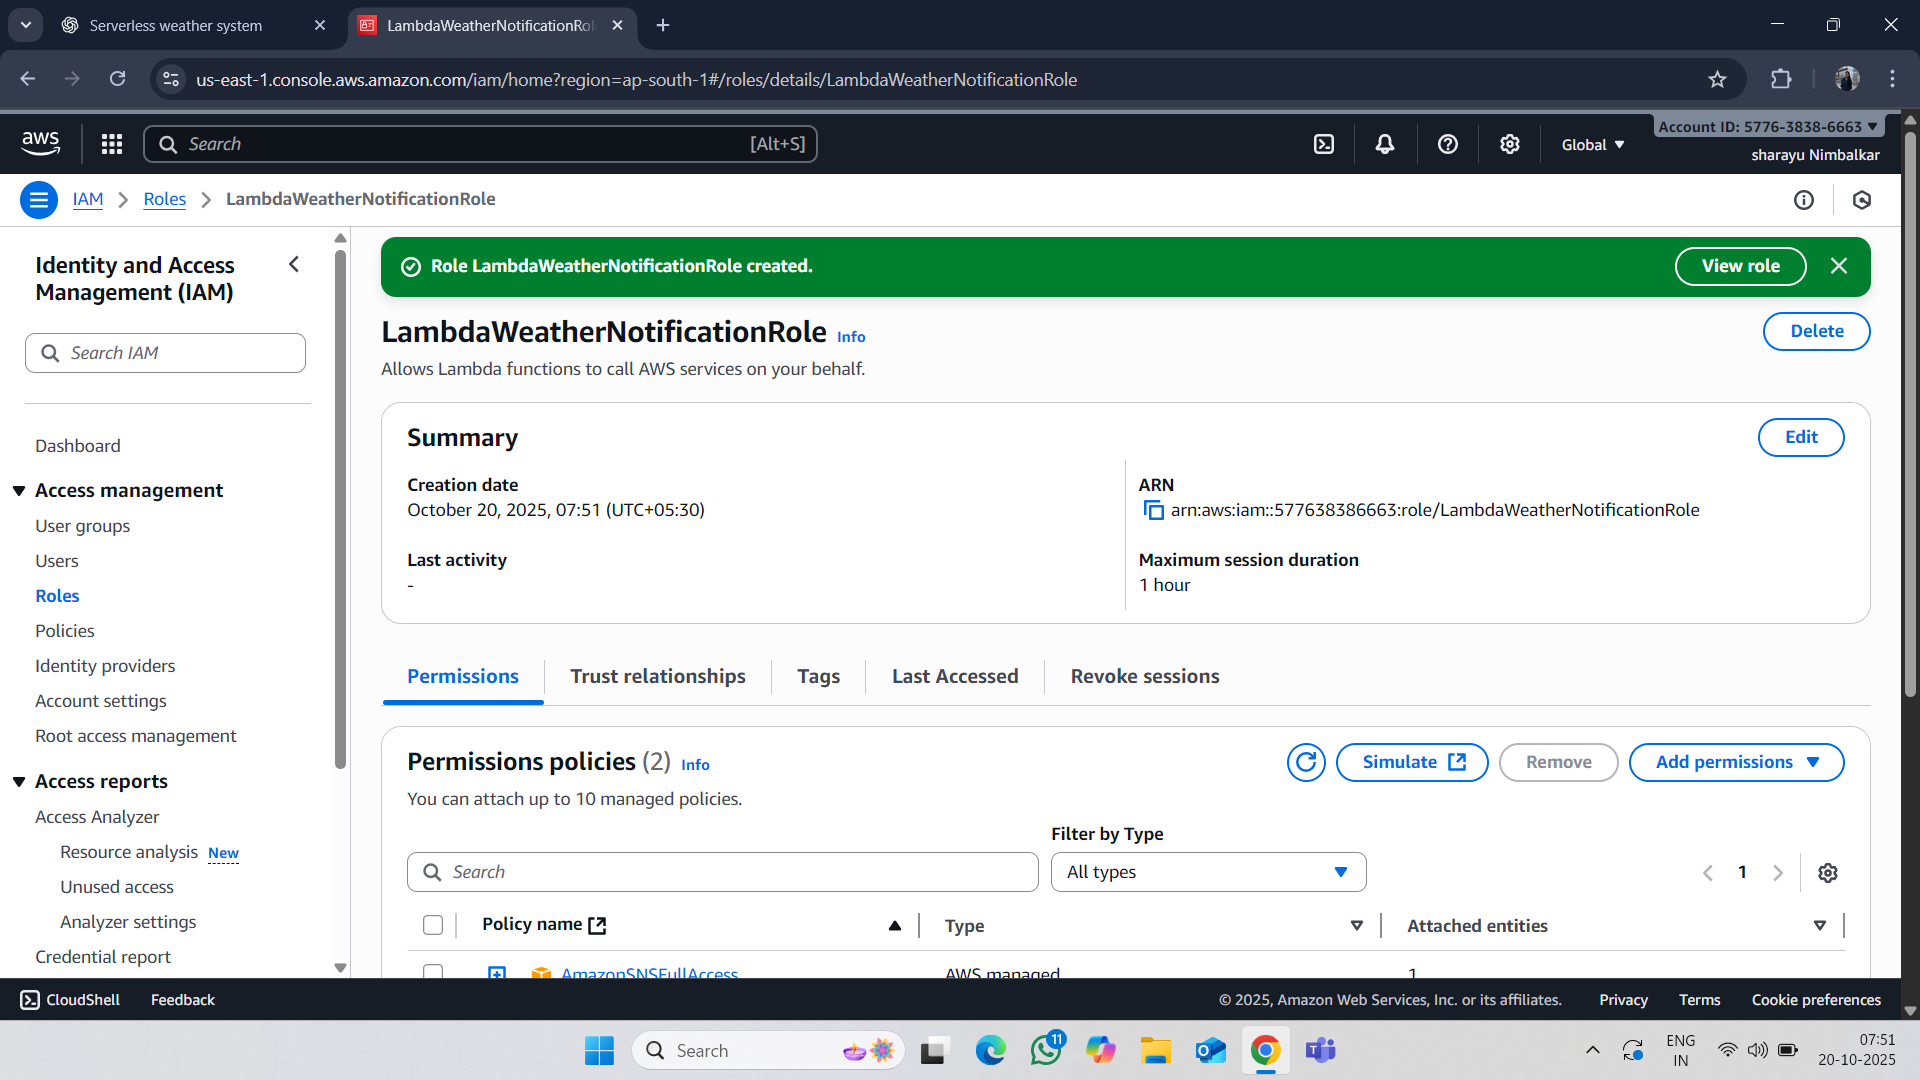 Serverless weather system
LambdaWeatherNotificationRol
us-east-1.console.aws.amazon.com/iam/home?region=ap-south-1#/roles/details/LambdaWeatherNotificationRole
aws
Search
[Alt+S]
Global
Account ID: 5776-3838-6663
sharayu Nimbalkar
IAM
Roles
LambdaWeatherNotificationRole
Identity and Access
Management (IAM)
Search IAM
Dashboard
Access management
User groups
Users
Roles
Policies
Identity providers
Account settings
Root access management
Access reports
Access Analyzer
Resource analysis New
Unused access
Analyzer settings
Credential report
Role LambdaWeatherNotificationRole created.
View role
LambdaWeatherNotificationRole Info
Delete
Allows Lambda functions to call AWS services on your behalf.
Summary
Edit
Creation date
October 20, 2025, 07:51 (UTC+05:30)
ARN
arn:aws:iam::577638386663:role/LambdaWeatherNotificationRole
Last activity
-
Maximum session duration
1 hour
Permissions
Trust relationships
Tags
Last Accessed
Revoke sessions
Permissions policies (2) Info
Simulate
Remove
Add permissions
You can attach up to 10 managed policies.
Filter by Type
Search
All types
1
Policy name
Type
Attached entities
AmazonSNSFullAccess
AWS managed
1
CloudShell
Feedback
© 2025, Amazon Web Services, Inc. or its affiliates.
Privacy
Terms
Cookie preferences
Search
11
ENG
IN
07:51
20-10-2025